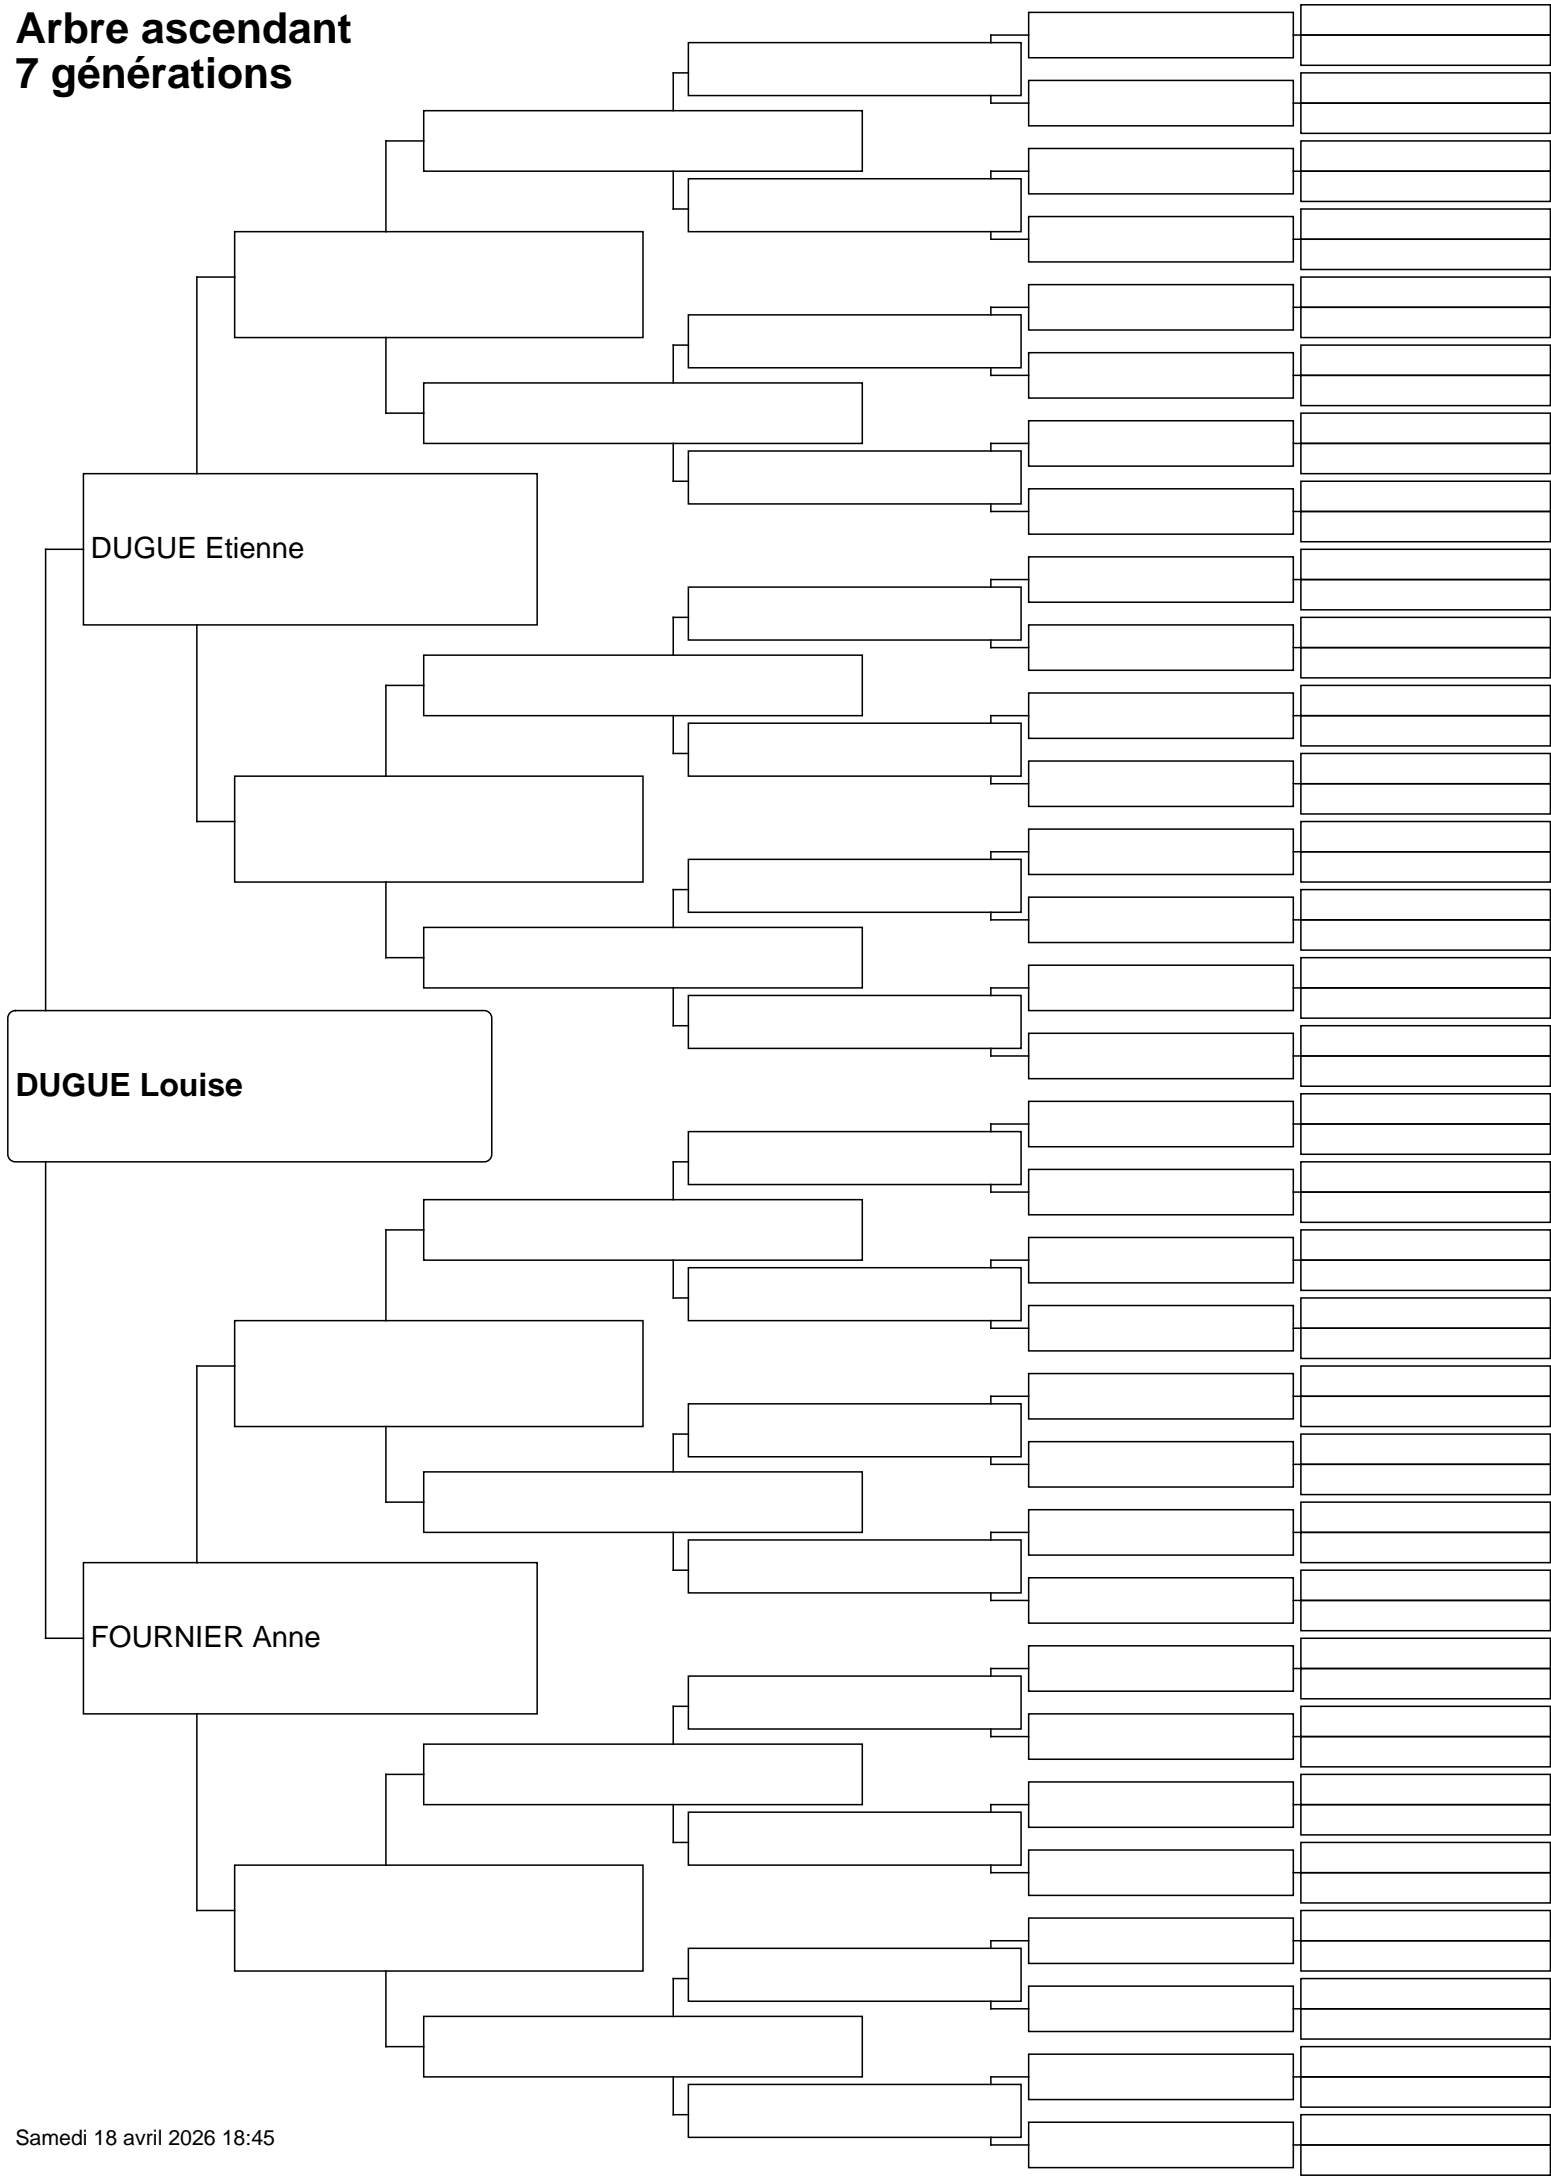 Arbre ascendant
7 générations
DUGUE Etienne
DUGUE Louise
FOURNIER Anne
Samedi 18 avril 2026 18:45